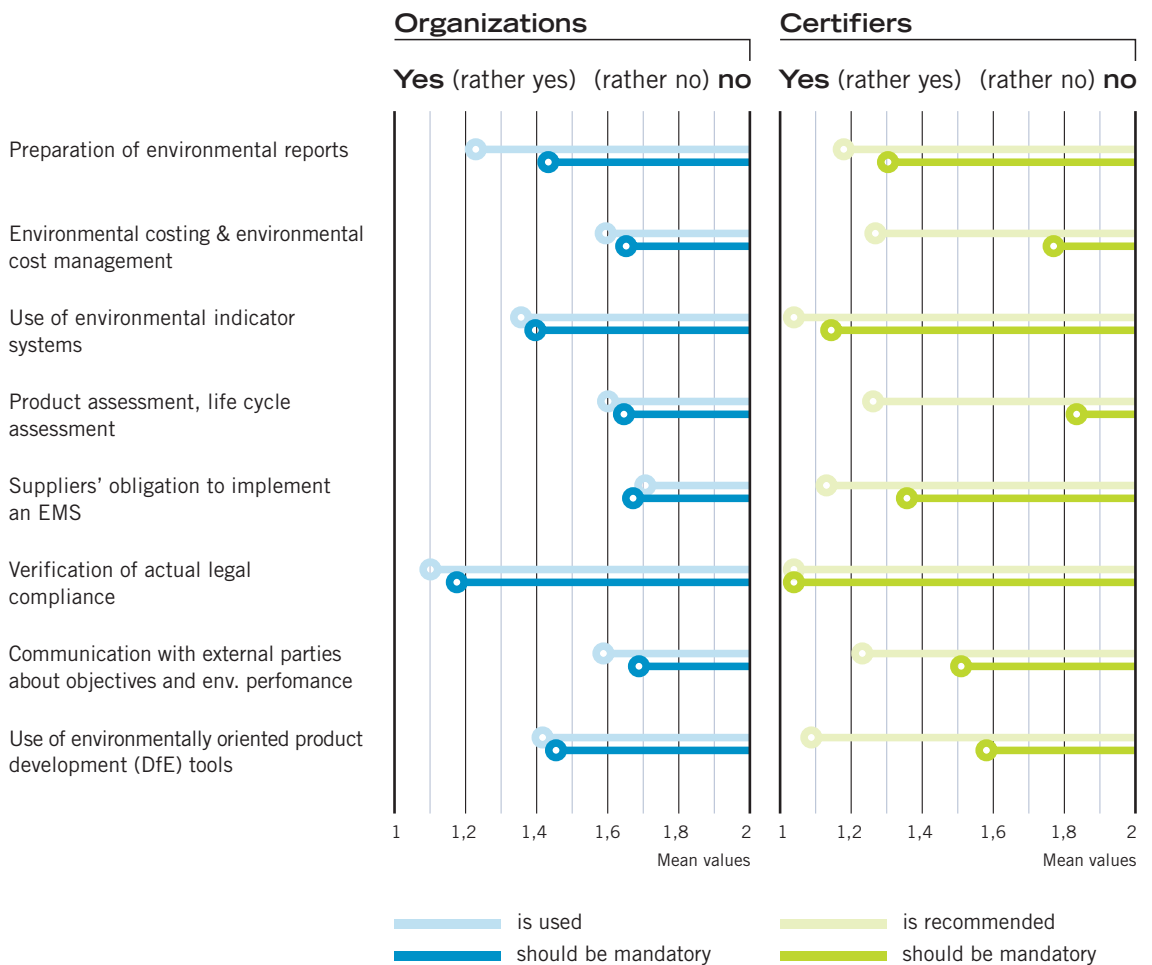 Organizations
Certifiers
Yes (rather yes) (rather no) no
Yes (rather yes) (rather no) no
Preparation of environmental reports
Environmental costing & environmental
cost management
Use of environmental indicator
systems
Product assessment, life cycle
assessment
Suppliers’ obligation to implement
an EMS
Verification of actual legal
compliance
Communication with external parties
about objectives and env. perfomance
Use of environmentally oriented product
development (DfE) tools
1 1,2 1,4 1,6 1,8 2
Mean values
1 1,2 1,4 1,6 1,8 2
Mean values
is used
should be mandatory
is recommended
should be mandatory